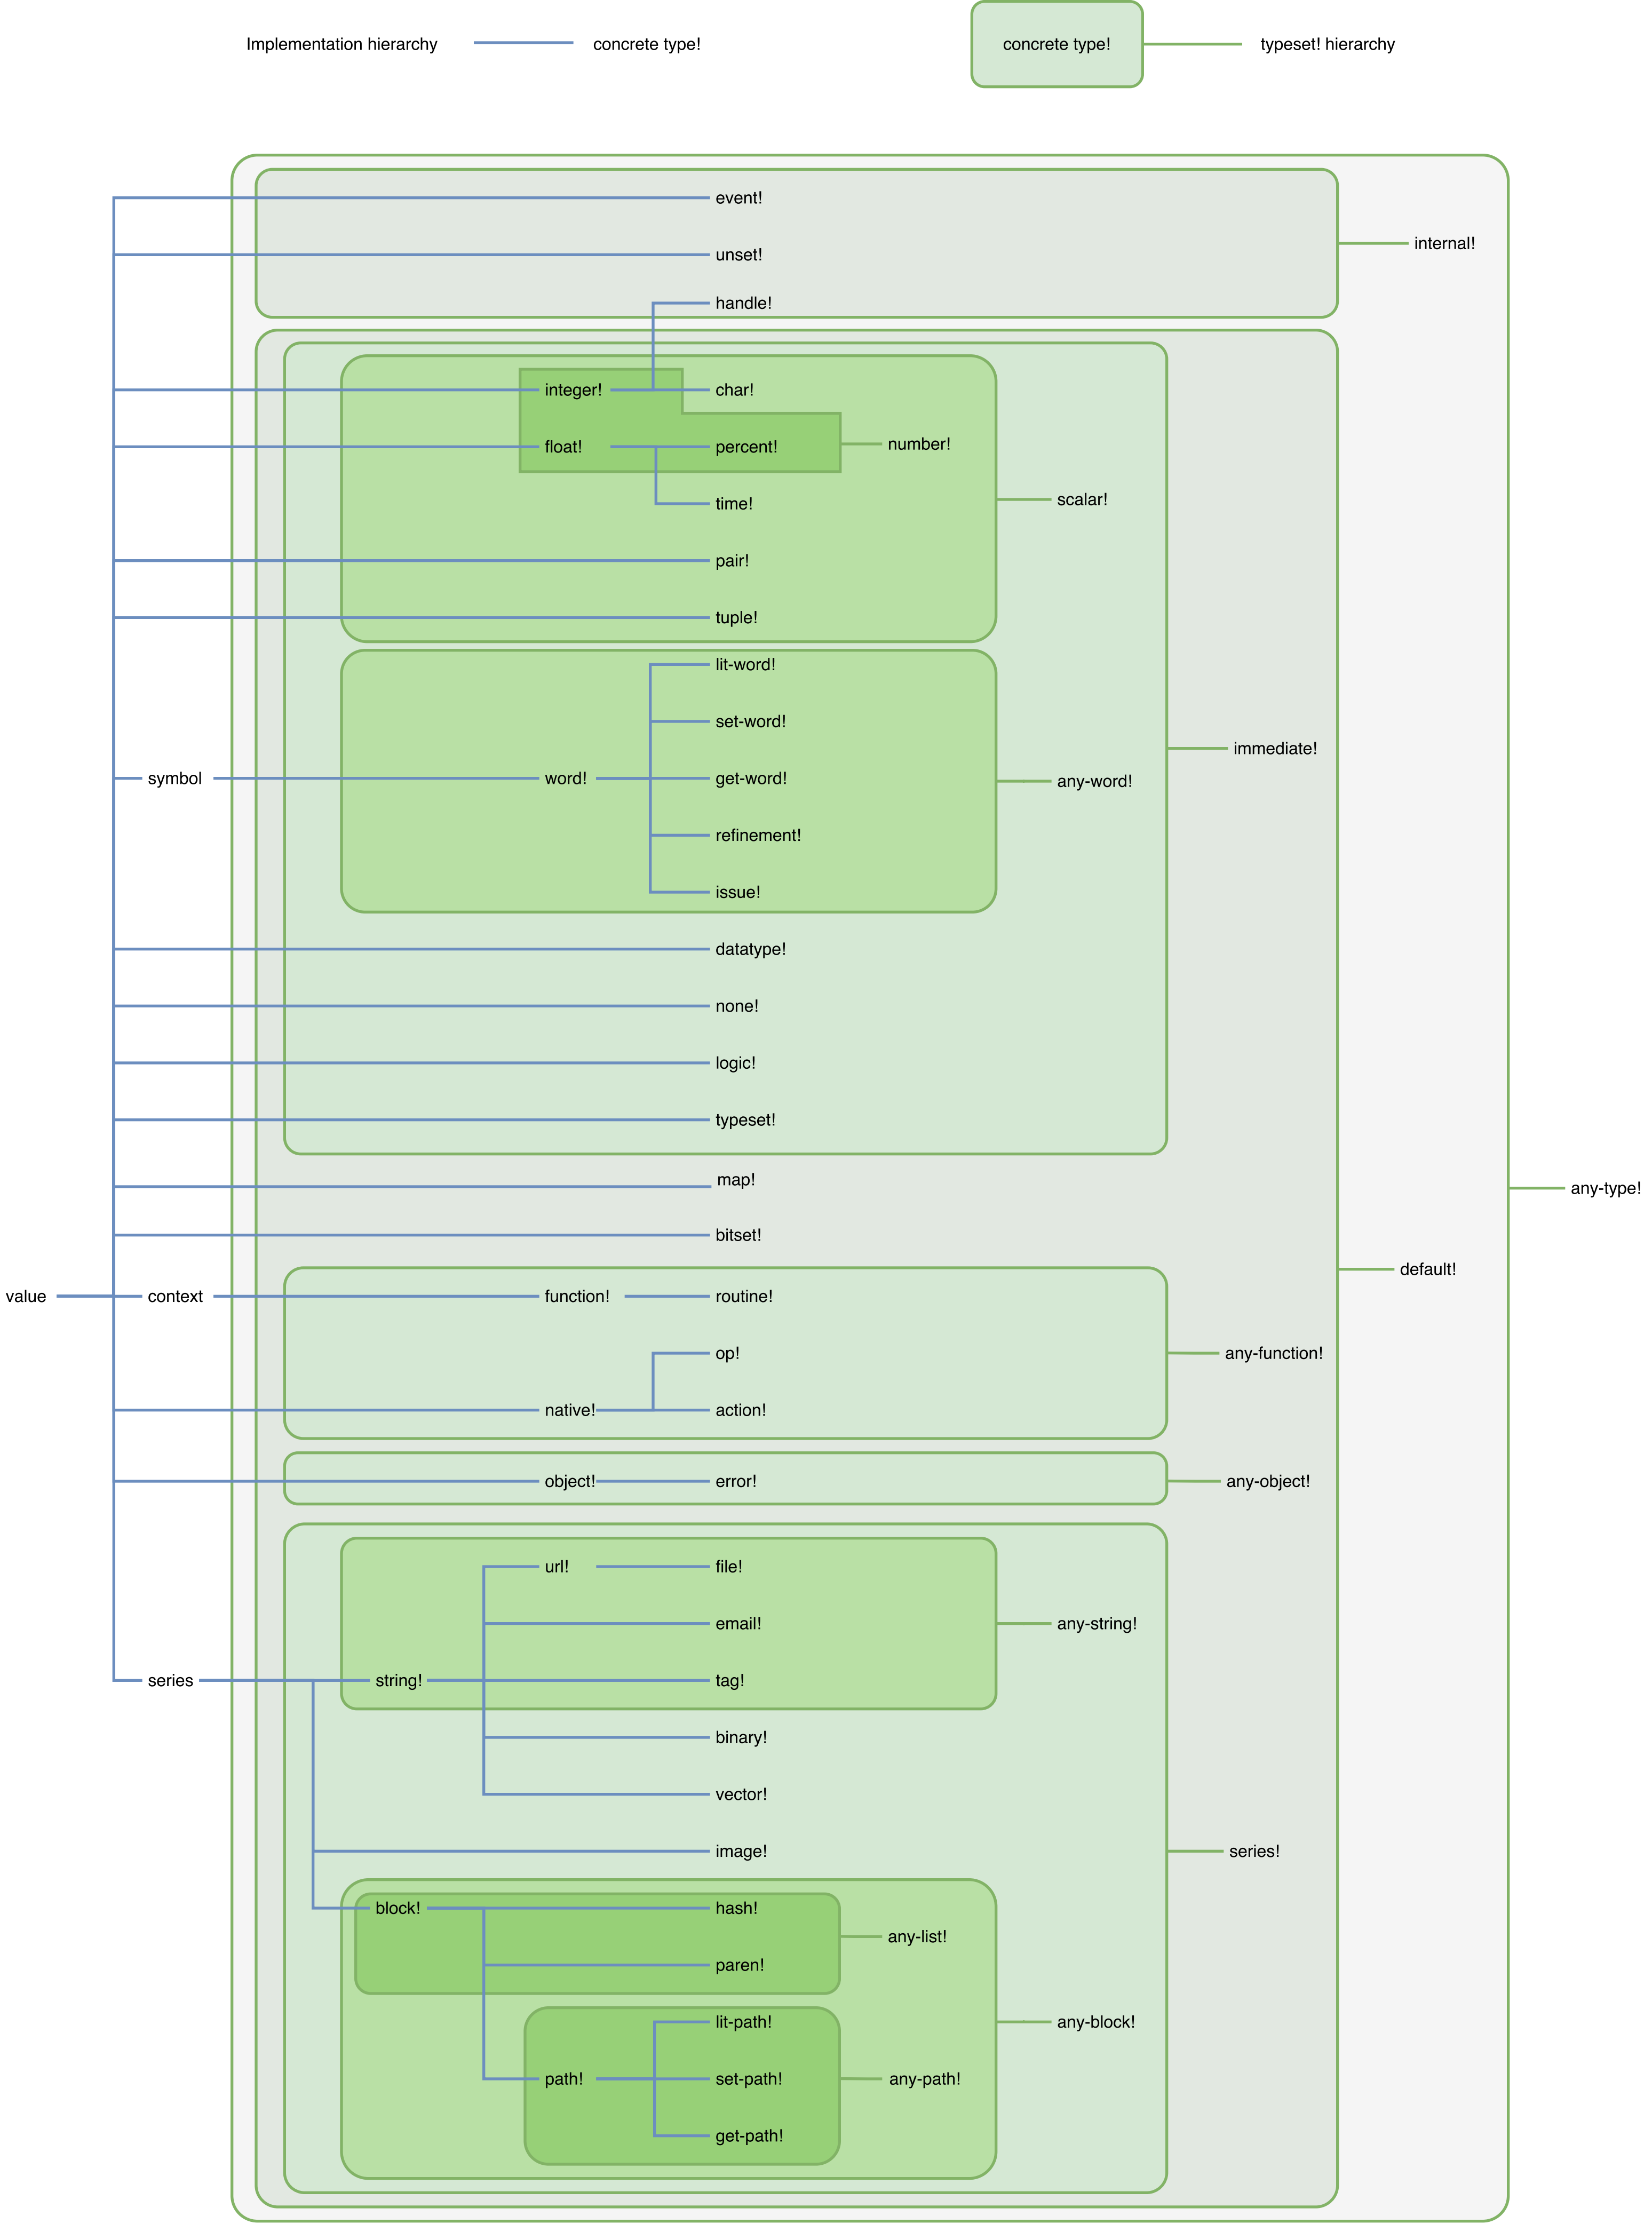 Implementation hierarchy
concrete type!
concrete type!
typeset! hierarchy
event!
internal!
unset!
handle!
integer!
char!
number!
float!
percent!
scalar!
time!
pair!
tuple!
lit-word!
set-word!
immediate!
symbol
word!
get-word!
any-word!
refinement!
issue!
datatype!
none!
logic!
typeset!
map!
any-type!
bitset!
default!
value
context
function!
routine!
op!
any-function!
native!
action!
object!
error!
any-object!
url!
file!
email!
any-string!
series
string!
tag!
binary!
vector!
image!
series!
block!
hash!
any-list!
paren!
lit-path!
any-block!
path!
set-path!
any-path!
get-path!